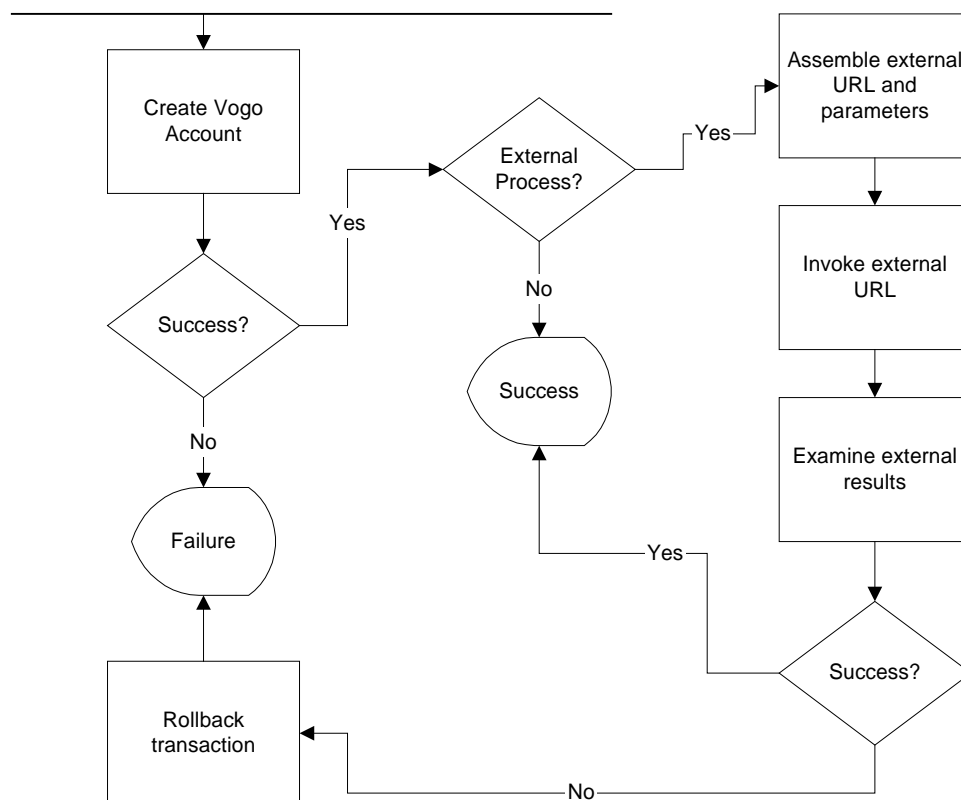 Create Vogo
Account
Success?
Yes
No
Failure
Rollback
transaction
External
Process?
Yes
No
Success
Assemble external
URL and
parameters
Invoke external
URL
Examine external
results
Success?
Yes
No